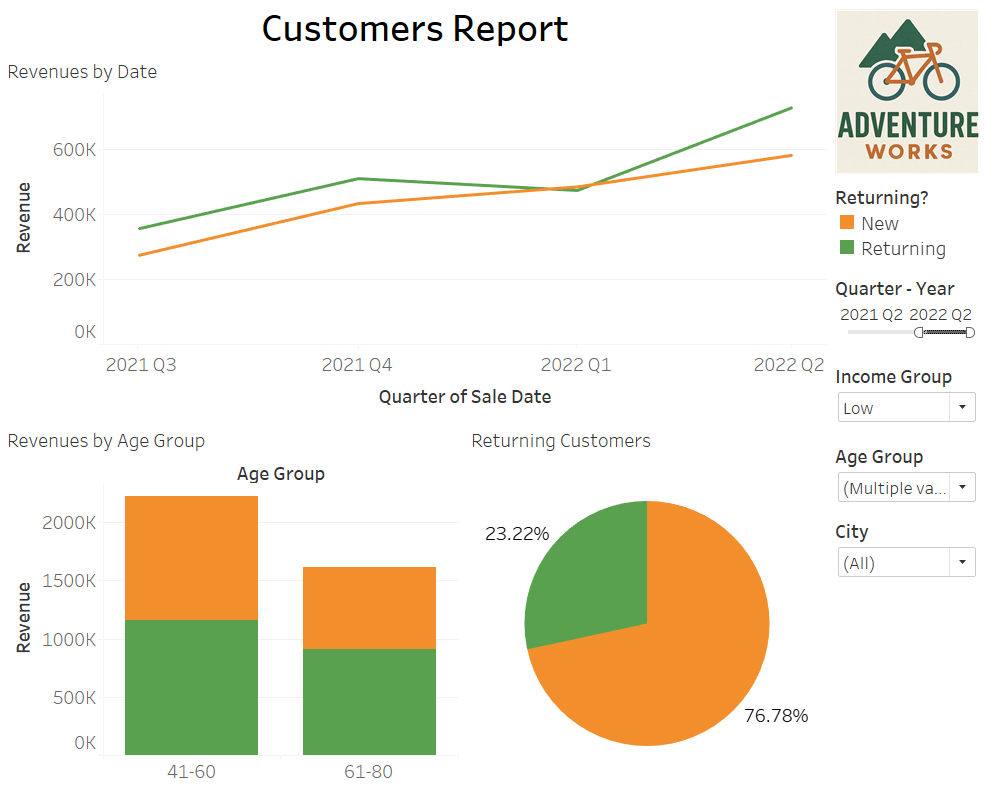 Customers Report
ADVENTURE
WORKS
Revenues by Date
Revenue
600K
400K
200K
0K
2021 Q3 2021 Q4 2022 Q1 2022 Q2
Quarter of Sale Date
Returning?
New
Returning
Quarter - Year
2021 Q2 2022 Q2
Income Group
Low
Age Group
(Multiple va...
City
(All)
Revenues by Age Group
Age Group
Revenue
2000K
1500K
1000K
500K
0K
41-60 61-80
Returning Customers
23.22%
76.78%